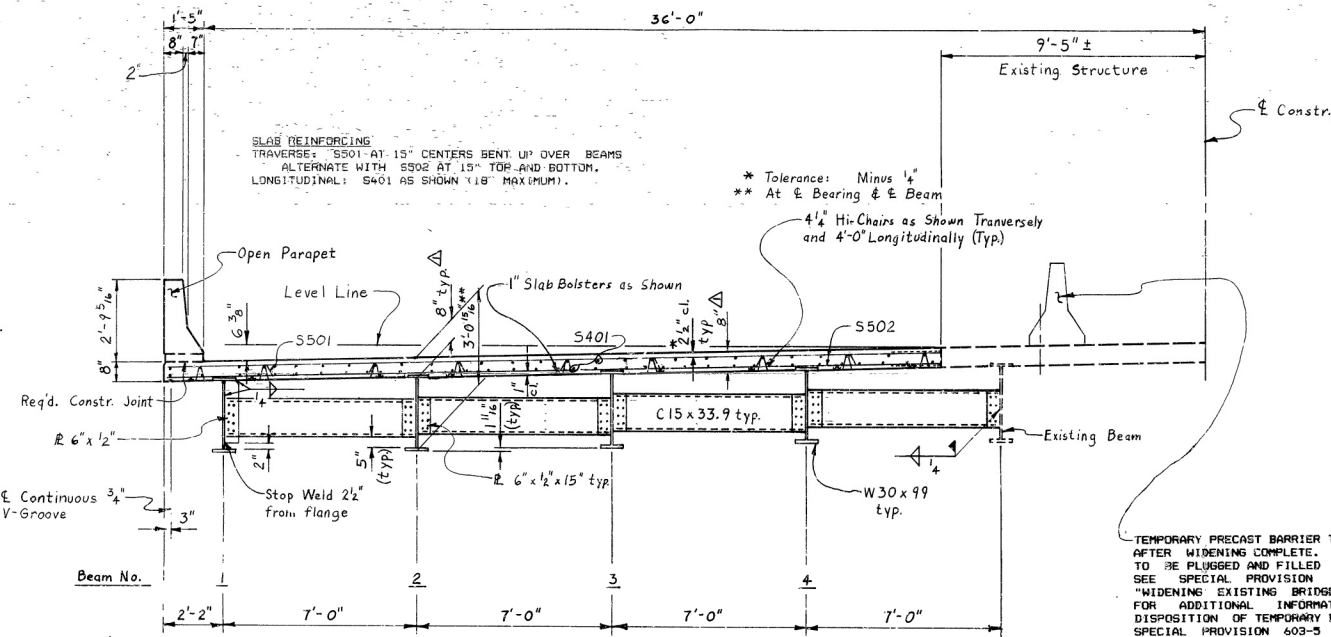 1'-5"
36'-0"
8" 7"
2"
9'-5" ±
Existing Structure
℄ Constr.
SLAB REINFORCING
TRAVERSE: S501 AT 15" CENTERS BENT UP OVER BEAMS
ALTERNATE WITH S502 AT 15" TOP AND BOTTOM.
LONGITUDINAL: S401 AS SHOWN (18" MAXIMUM).
* Tolerance: Minus 1/4"
** At ℄ Bearing & ℄ Beam
4 1/4" Hi-Chairs as Shown Tranversely
and 4'-0" Longitudinally (Typ.)
Open Parapet
Level Line
1" Slab Bolsters as Shown
2'-9 5/16"
6 3/8"
8" typ.
3'-0 15/16" **
* 2 1/2" cl.
typ
8"
S501
S401
S502
8"
Req'd. Constr. Joint
1/4
1" cl.
C 15 x 33.9 typ.
℄ 6" x 1/2"
2"
5" (typ.)
1 11/16" (typ)
℄ 6" x 1/2" x 15" typ.
Existing Beam
1/4
W 30 x 99
typ.
Stop Weld 2 1/2"
from flange
℄ Continuous 3/4"
V-Groove
3"
TEMPORARY PRECAST BARRIER
AFTER WIDENING COMPLETE.
TO BE PLUGGED AND FILLED
SEE SPECIAL PROVISION
"WIDENING EXISTING
FOR ADDITIONAL
DISPOSITION OF TEMPORARY
SPECIAL PROVISION 603-5
Beam No. 1 2 3 4
2'-2" 7'-0" 7'-0" 7'-0" 7'-0"